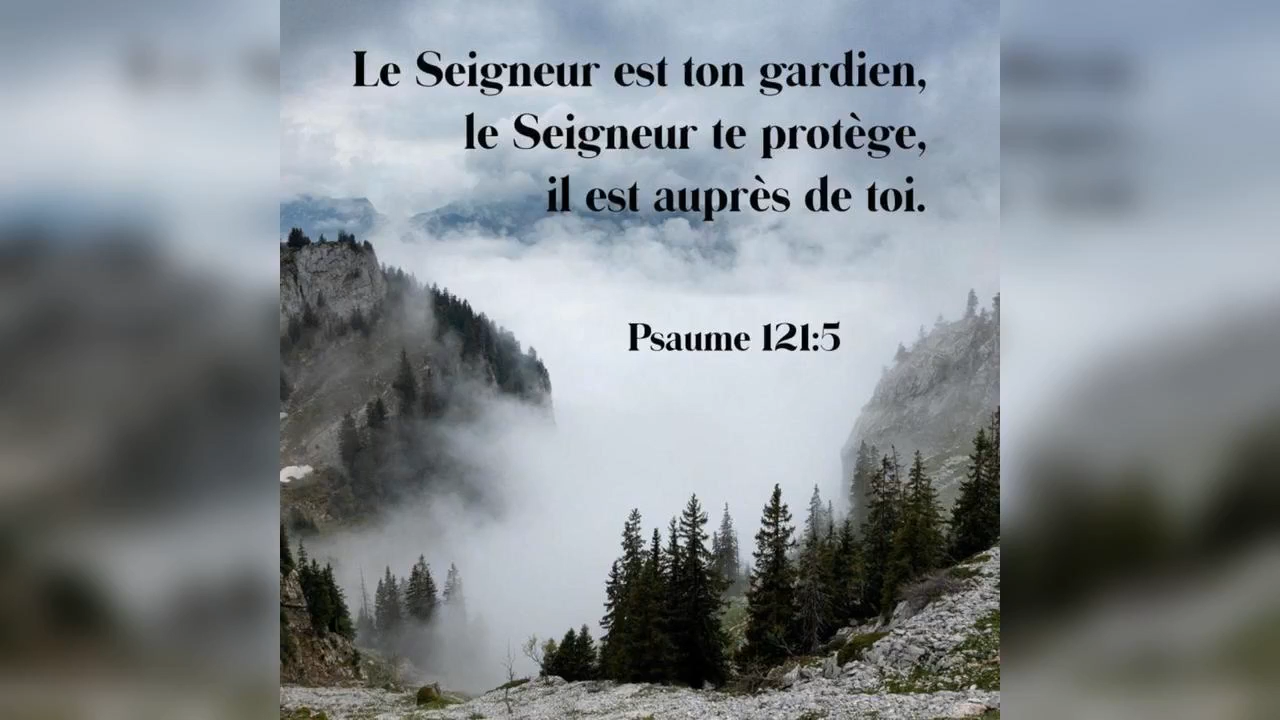 Le Seigneur est ton gardien,
le Seigneur te protège,
il est auprès de toi.
Psaume 121:5